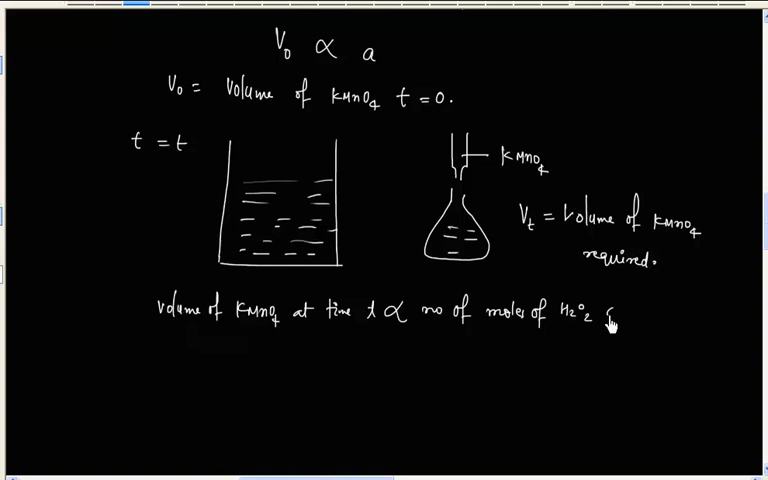 V₀ ∝ a
V₀ = Volume of KMnO₄ t = 0.
t = t
KMnO₄
Vₜ = Volume of KMnO₄
required.
volume of KMnO₄ at time t ∝ no of moles of H₂O₂